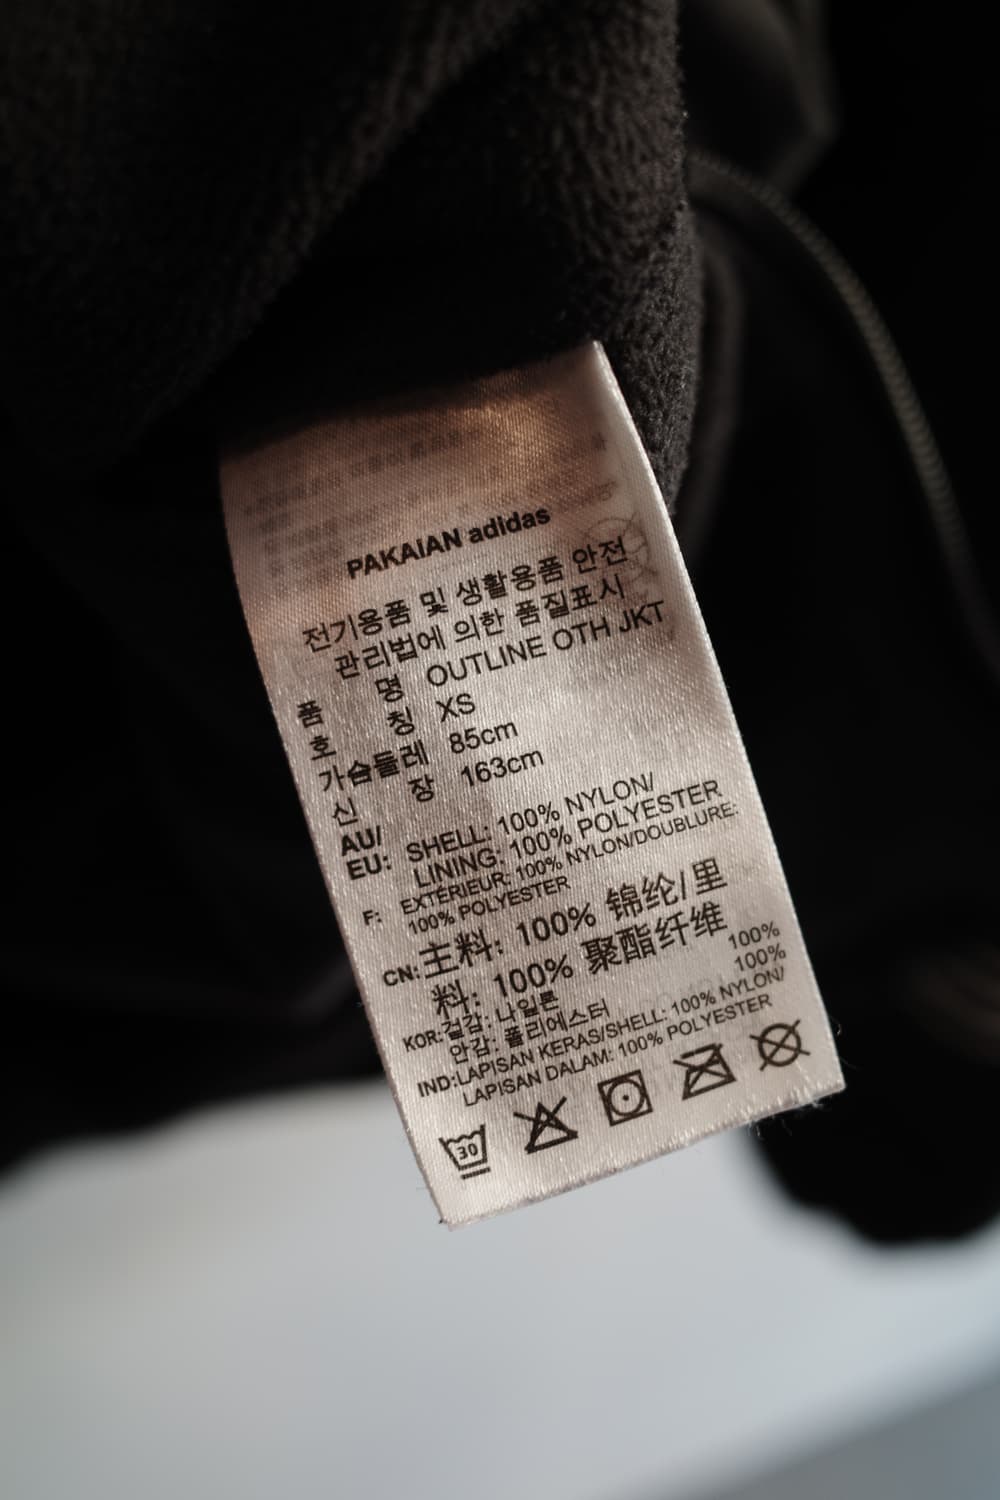 PAKAIAN adidas
전기용품 및 생활용품 안전
관리법에 의한 품질표시
품 명 OUTLINE OTH JKT
호 칭 XS
가슴둘레 85cm
신 장 163cm
AU/
EU: SHELL: 100% NYLON/
LINING: 100% POLYESTER
F: EXTÉRIEUR: 100% NYLON/DOUBLURE:
100% POLYESTER
CN: 主料: 100% 锦纶/里
料: 100% 聚酯纤维
KOR: 겉감: 나일론 100%
안감: 폴리에스터 100%
IND: LAPISAN KERAS/SHELL: 100% NYLON/
LAPISAN DALAM: 100% POLYESTER
30